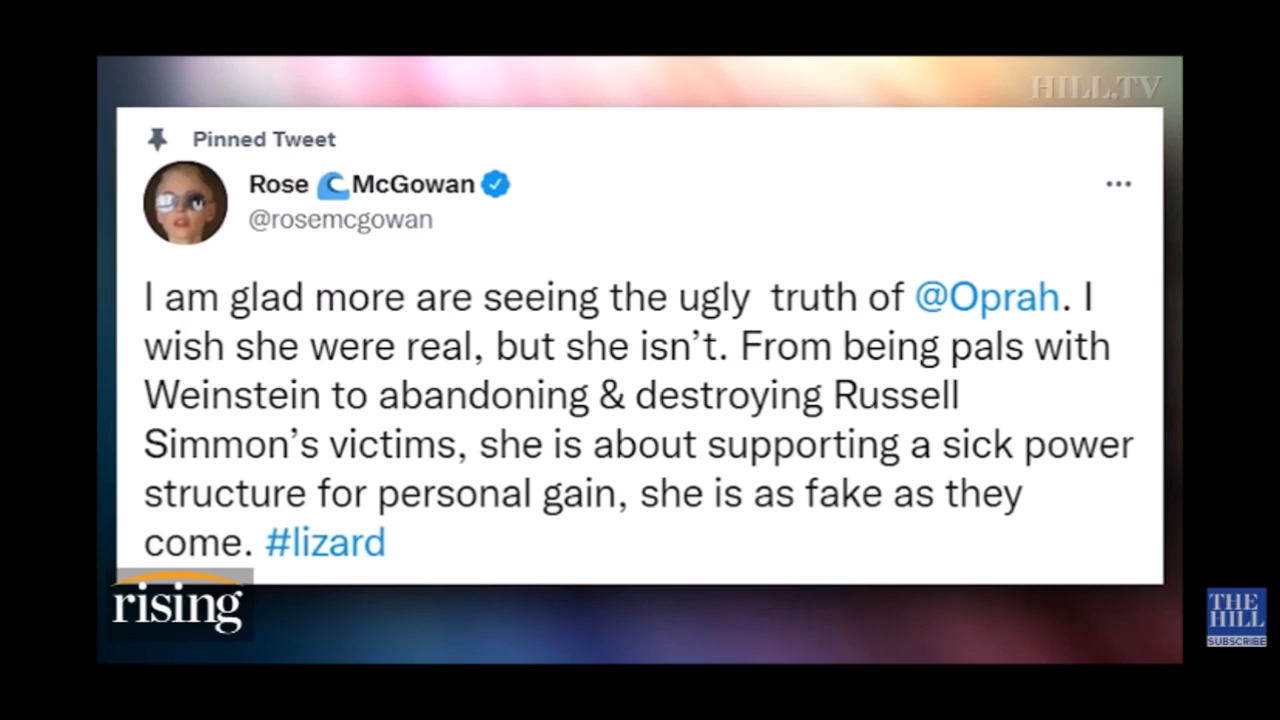 HILL.TV
Pinned Tweet
Rose 🌊McGowan
@rosemcgowan
I am glad more are seeing the ugly  truth of @Oprah. I
wish she were real, but she isn’t. From being pals with
Weinstein to abandoning & destroying Russell
Simmon’s victims, she is about supporting a sick power
structure for personal gain, she is as fake as they
come. #lizard
rising
THE
HILL
SUBSCRIBE